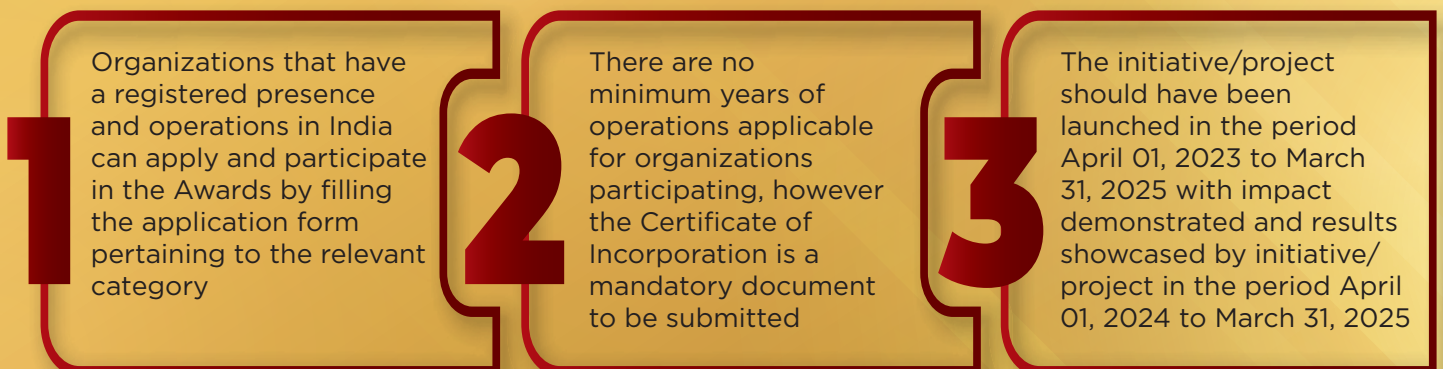 1
Organizations that have
a registered presence
and operations in India
can apply and participate
in the Awards by filling
the application form
pertaining to the relevant
category
2
There are no
minimum years of
operations applicable
for organizations
participating, however
the Certificate of
Incorporation is a
mandatory document
to be submitted
3
The initiative/project
should have been
launched in the period
April 01, 2023 to March
31, 2025 with impact
demonstrated and results
showcased by initiative/
project in the period April
01, 2024 to March 31, 2025